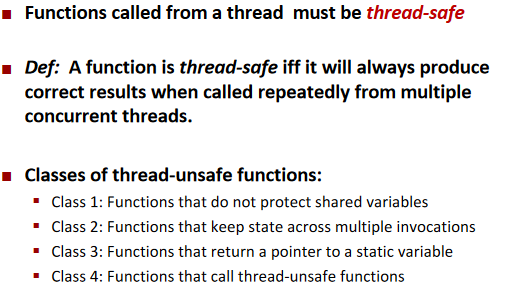 Functions called from a thread must be thread-safe
Def: A function is thread-safe iff it will always produce
correct results when called repeatedly from multiple
concurrent threads.
Classes of thread-unsafe functions:
Class 1: Functions that do not protect shared variables
Class 2: Functions that keep state across multiple invocations
Class 3: Functions that return a pointer to a static variable
Class 4: Functions that call thread-unsafe functions